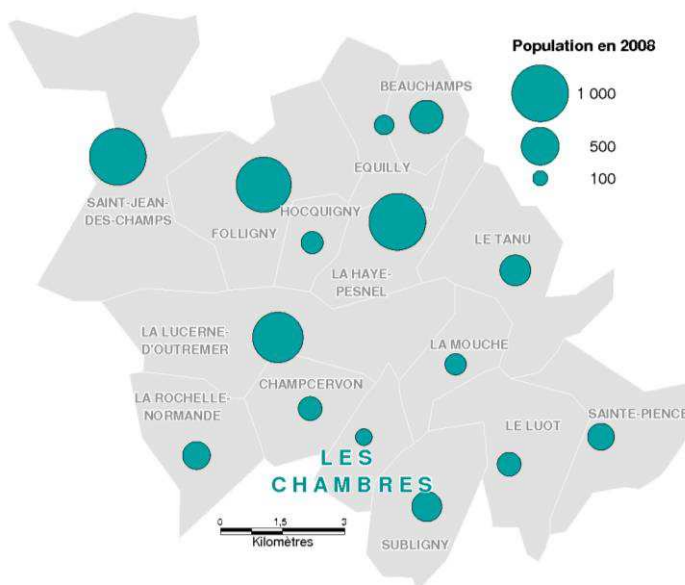 Population en 2008
1 000
500
100
BEAUCHAMPS
EQUILLY
SAINT-JEAN-
DES-CHAMPS
HOCQUIGNY
FOLLIGNY
LE TANU
LA HAYE-
PESNEL
LA LUCERNE-
D'OUTREMER
LA MOUCHE
CHAMPCERVON
LA ROCHELLE-
NORMANDE
SAINTE-PIENCE
LE LUOT
LES
CHAMBRES
SUBLIGNY
0 1,5 3
Kilomètres